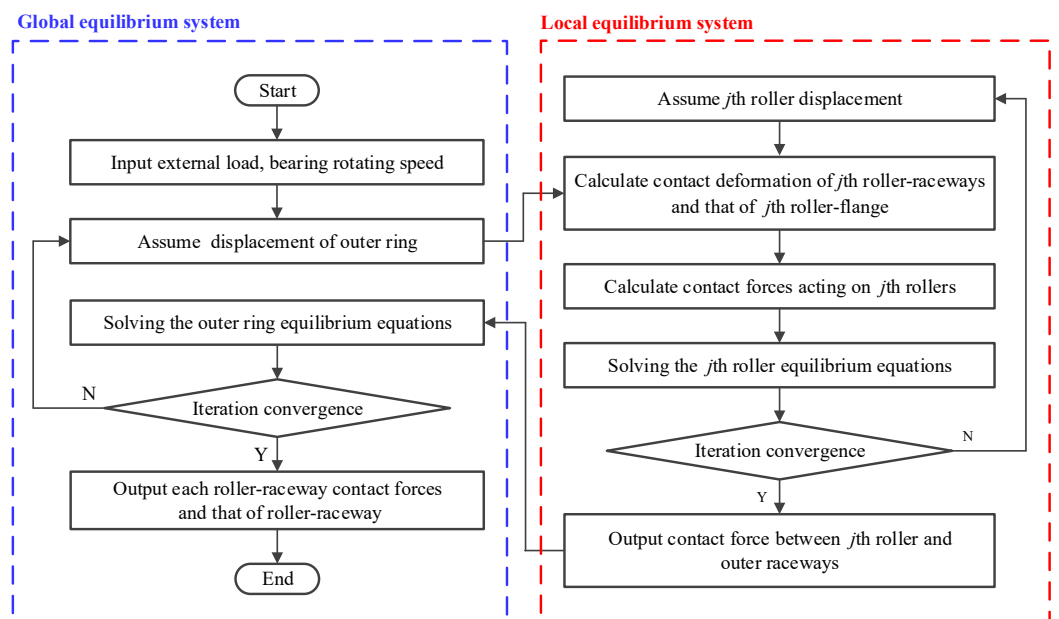 Global equilibrium system
Start
Input external load, bearing rotating speed
Assume displacement of outer ring
Solving the outer ring equilibrium equations
N
Iteration convergence
Y
Output each roller-raceway contact forces
and that of roller-raceway
End
Local equilibrium system
Assume jth roller displacement
Calculate contact deformation of jth roller-raceways
and that of jth roller-flange
Calculate contact forces acting on jth rollers
Solving the jth roller equilibrium equations
Iteration convergence
N
Y
Output contact force between jth roller and
outer raceways